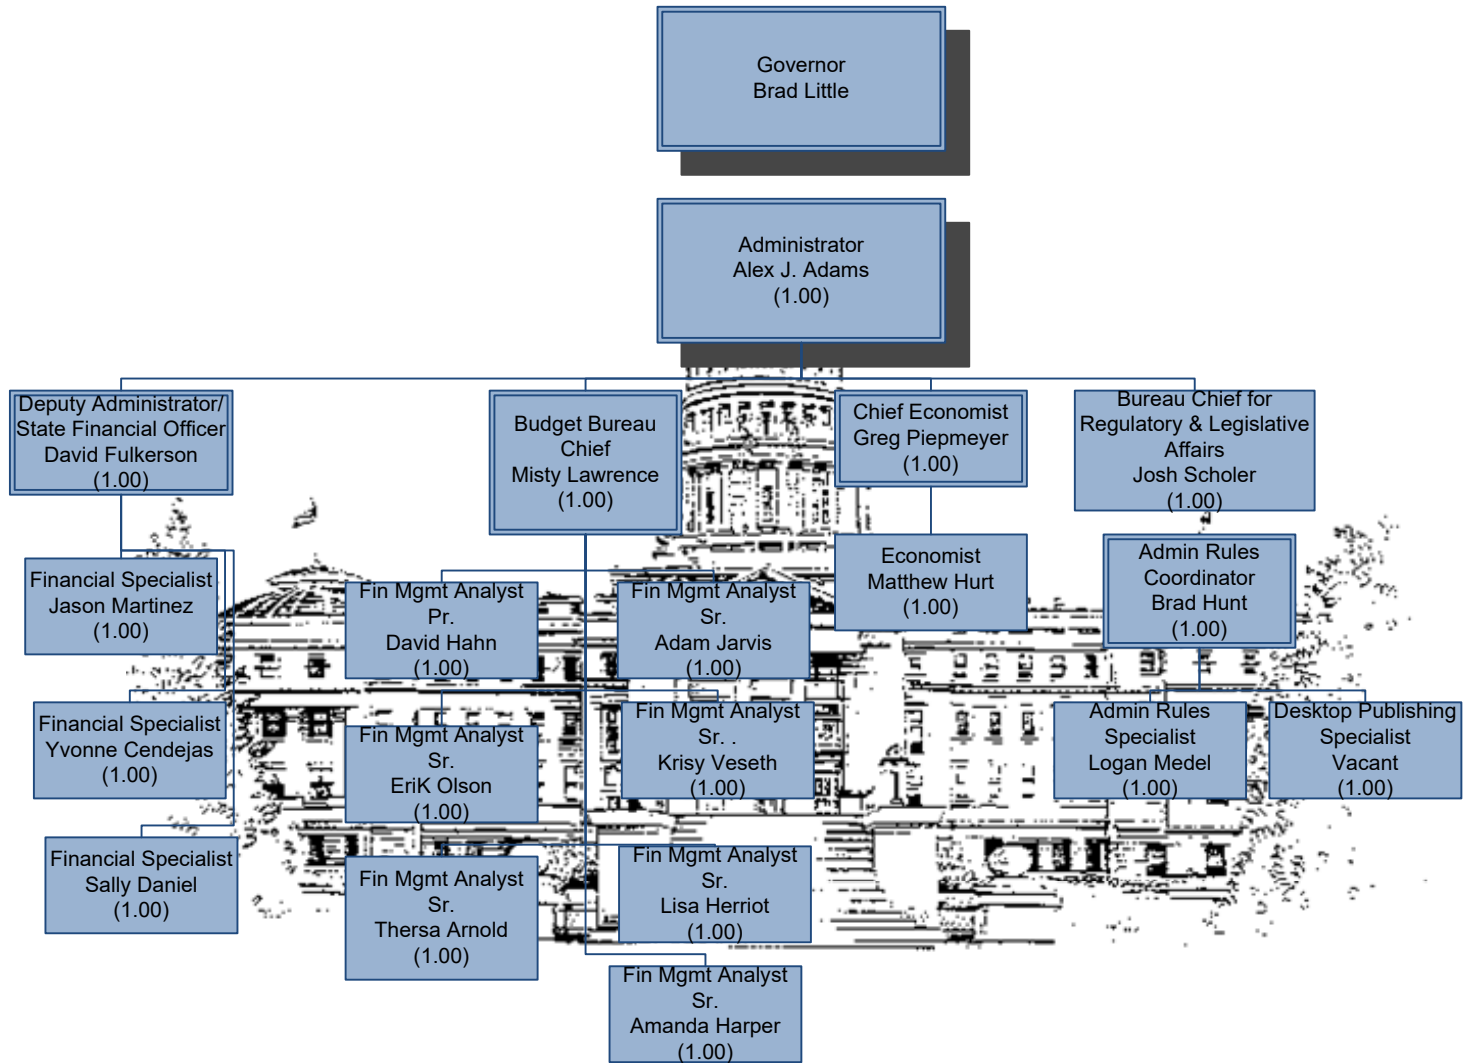 Governor
Brad Little
Administrator
Alex J. Adams
(1.00)
Deputy Administrator/
State Financial Officer
David Fulkerson
(1.00)
Budget Bureau
Chief
Misty Lawrence
(1.00)
Chief Economist
Greg Piepmeyer
(1.00)
Bureau Chief for
Regulatory & Legislative
Affairs
Josh Scholer
(1.00)
Financial Specialist
Jason Martinez
(1.00)
Fin Mgmt Analyst
Pr.
David Hahn
(1.00)
Fin Mgmt Analyst
Sr.
Adam Jarvis
(1.00)
Economist
Matthew Hurt
(1.00)
Admin Rules
Coordinator
Brad Hunt
(1.00)
Financial Specialist
Yvonne Cendejas
(1.00)
Fin Mgmt Analyst
Sr.
EriK Olson
(1.00)
Fin Mgmt Analyst
Sr. .
Krisy Veseth
(1.00)
Admin Rules
Specialist
Logan Medel
(1.00)
Desktop Publishing
Specialist
Vacant
(1.00)
Financial Specialist
Sally Daniel
(1.00)
Fin Mgmt Analyst
Sr.
Thersa Arnold
(1.00)
Fin Mgmt Analyst
Sr.
Lisa Herriot
(1.00)
Fin Mgmt Analyst
Sr.
Amanda Harper
(1.00)